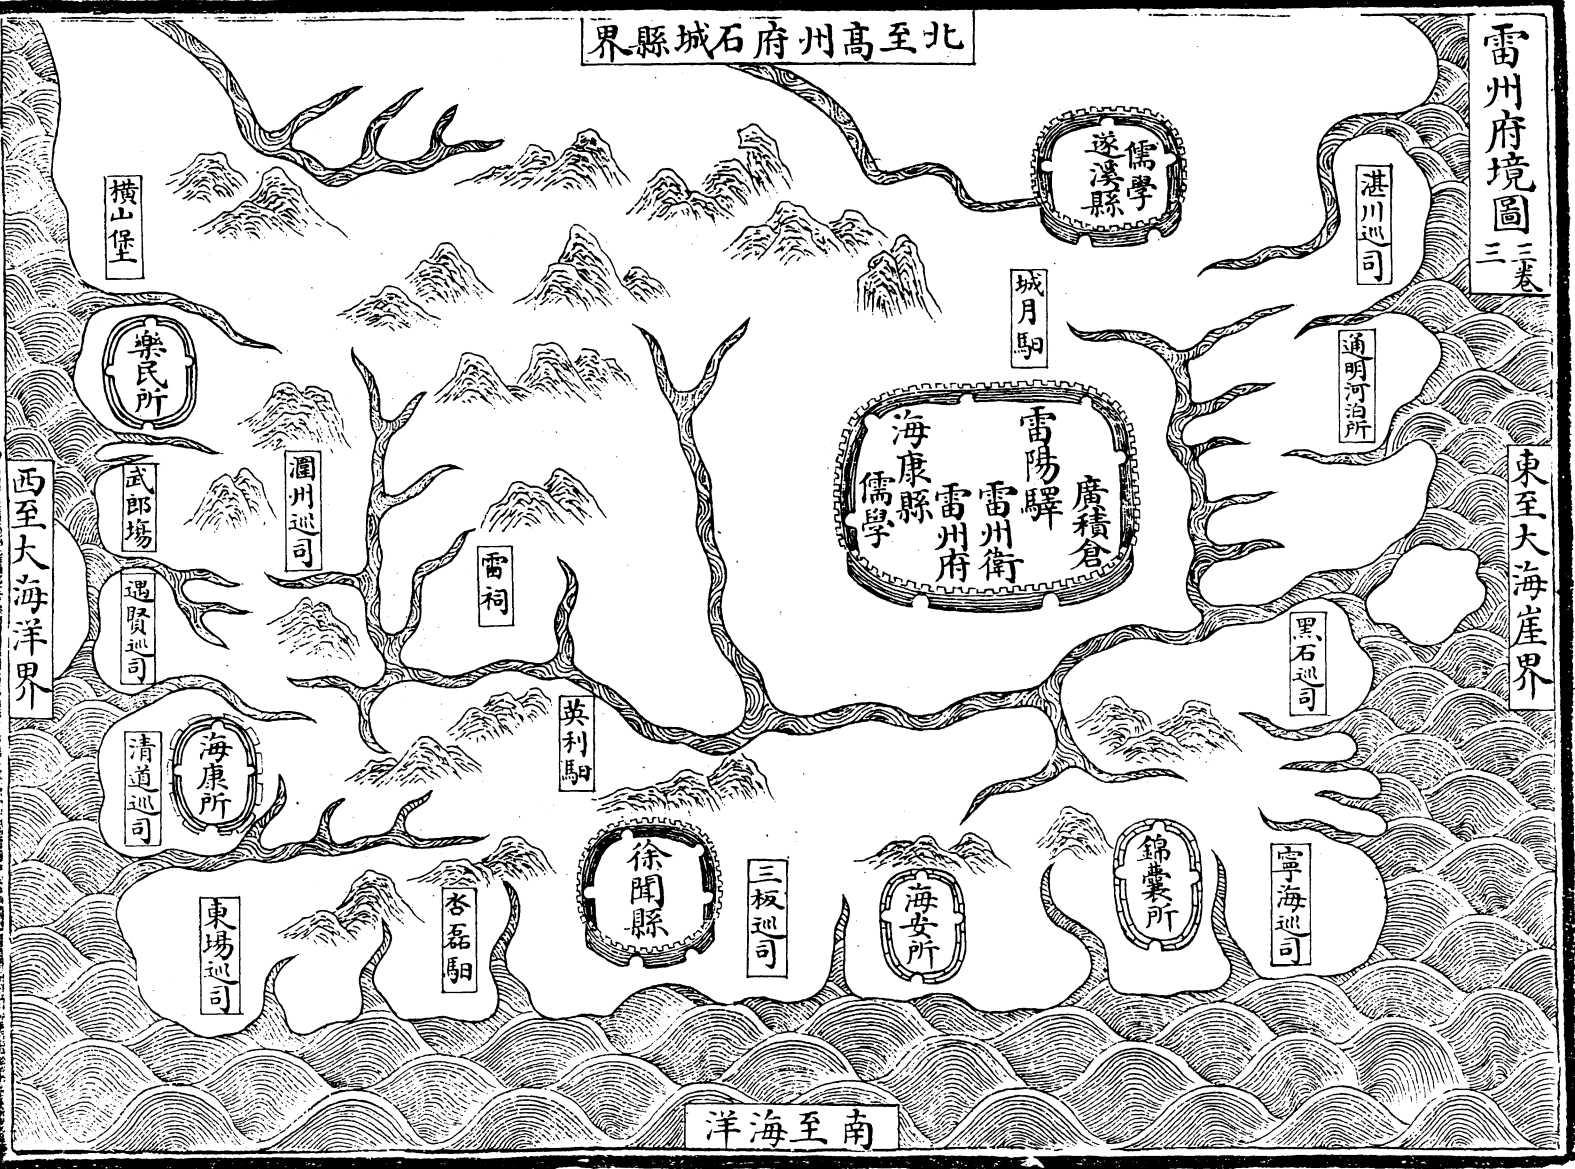 雷州府境圖
三卷
三
北至高州府石城縣界
東至大海崖界
南至海洋
西至大海洋界
湛川巡司
儒學
遂溪縣
橫山堡
城月馹
通明河泊所
樂民所
雷陽驛
廣積倉
海康縣
儒學
雷州衛
雷州府
武郎塲
潿州巡司
雷祠
遇賢巡司
黑石巡司
英利馹
海康所
清道巡司
徐聞縣
三板巡司
海安所
錦囊所
寧海巡司
東場巡司
沓磊馹